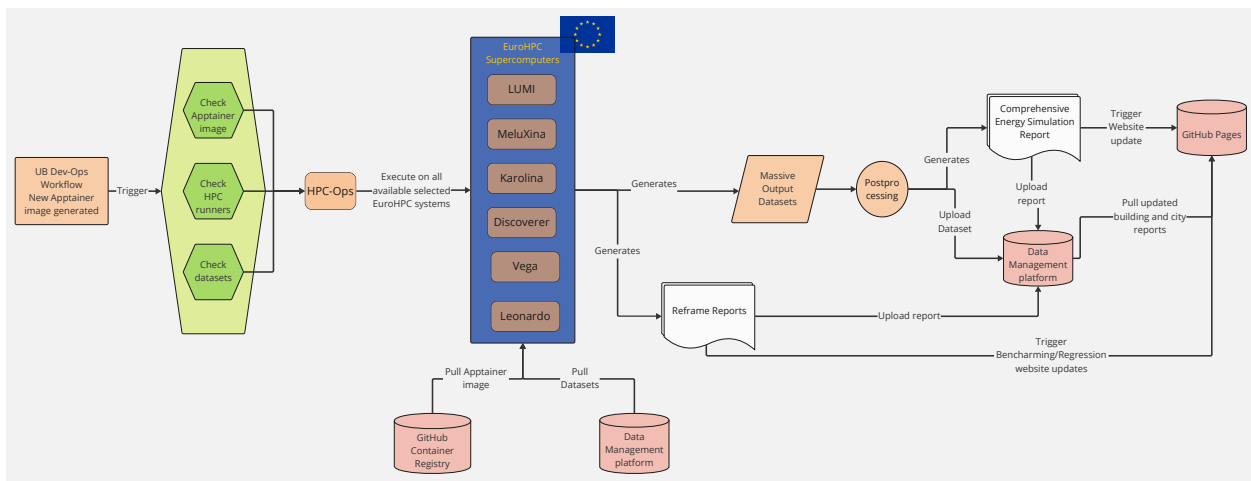 UB Dev-Ops
Workflow
New Apptainer
image generated
Trigger
Check
Apptainer
image
Check
HPC
runners
Check
datasets
HPC-Ops
Execute on all
available selected
EuroHPC systems
EuroHPC
Supercomputers
LUMI
MeluXina
Karolina
Discoverer
Vega
Leonardo
Pull Apptainer
image
Pull
Datasets
GitHub
Container
Registry
Data
Management
platform
Generates
Generates
Massive
Output
Datasets
Postpro
cessing
Generates
Upload
Dataset
Comprehensive
Energy Simulation
Report
Trigger
Website
update
GitHub Pages
Upload
report
Data
Management
platform
Pull updated
building and city
reports
Reframe Reports
Upload report
Trigger
Bencharming/Regression
website updates